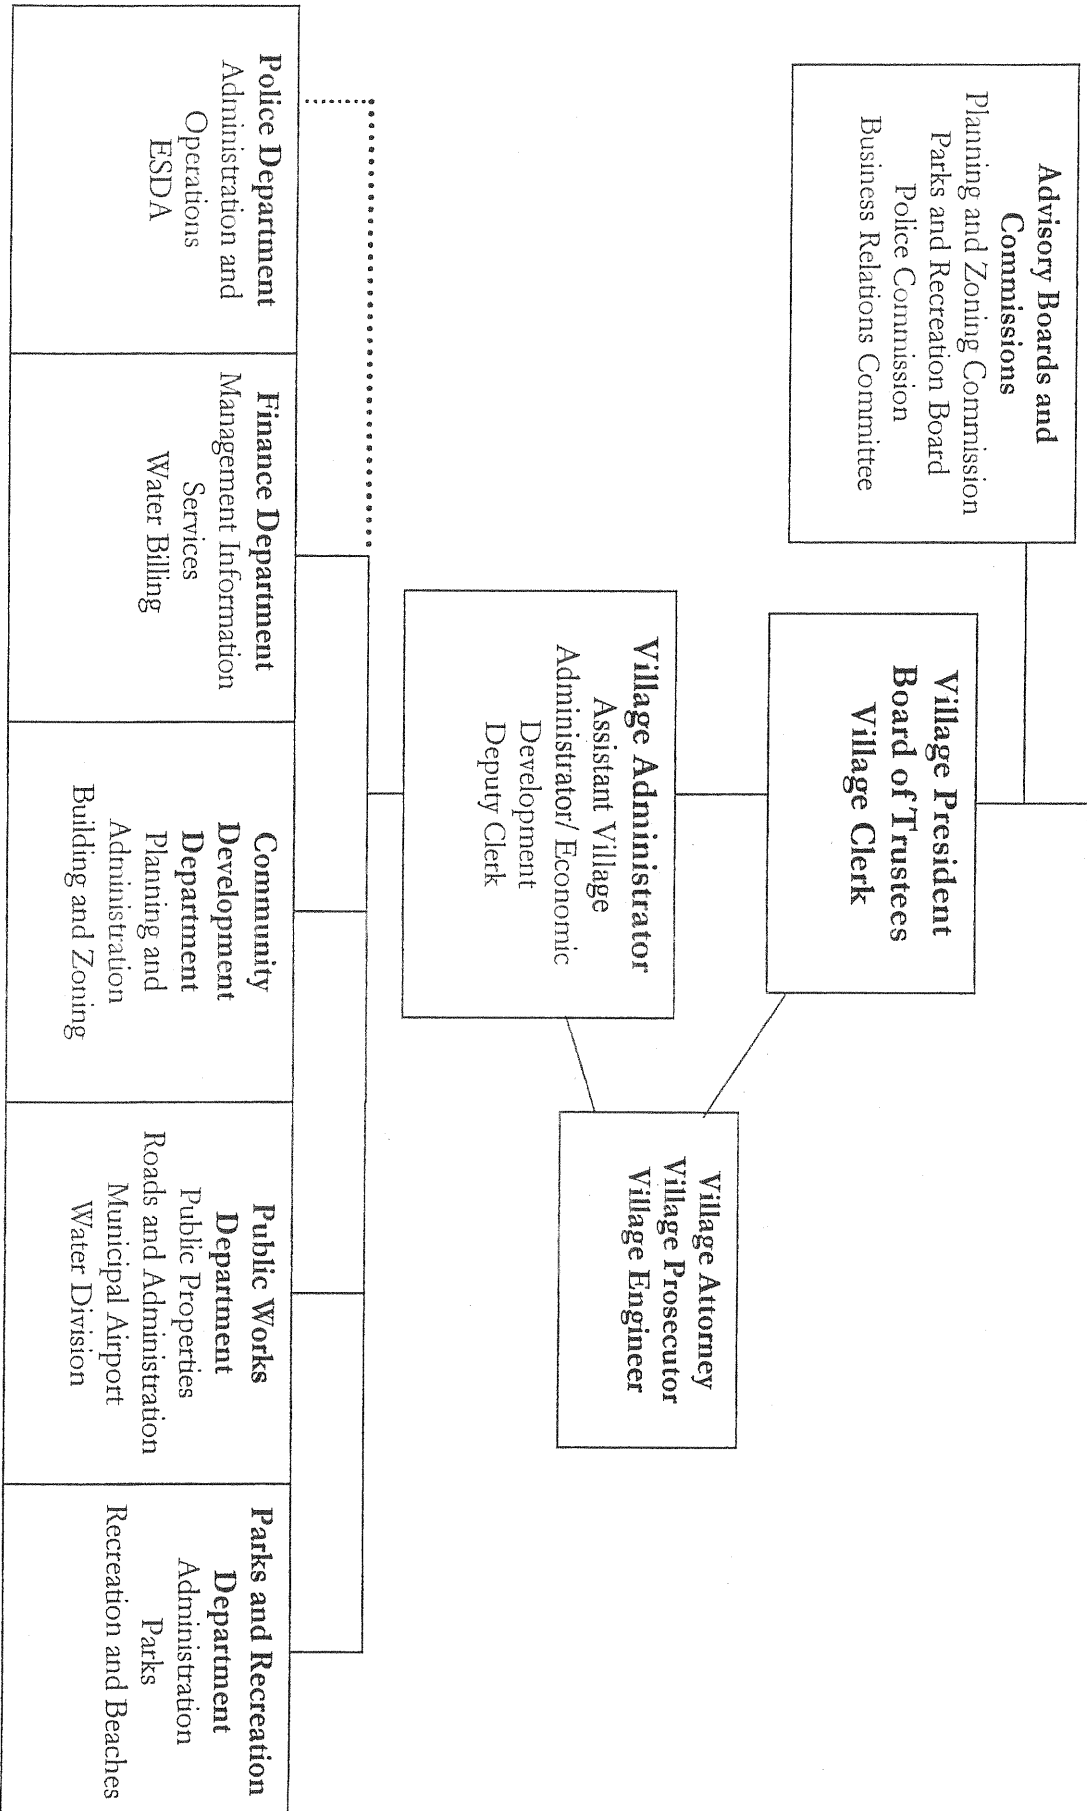 Advisory Boards and
Commissions
Planning and Zoning Commission
Parks and Recreation Board
Police Commission
Business Relations Committee
Village President
Board of Trustees
Village Clerk
Village Administrator
Assistant Village
Administrator/ Economic
Development
Deputy Clerk
Village Attorney
Village Prosecutor
Village Engineer
Police Department
Administration and
Operations
ESDA
Finance Department
Management Information
Services
Water Billing
Community
Development
Department
Planning and
Administration
Building and Zoning
Public Works
Department
Public Properties
Roads and Administration
Municipal Airport
Water Division
Parks and Recreation
Department
Administration
Parks
Recreation and Beaches